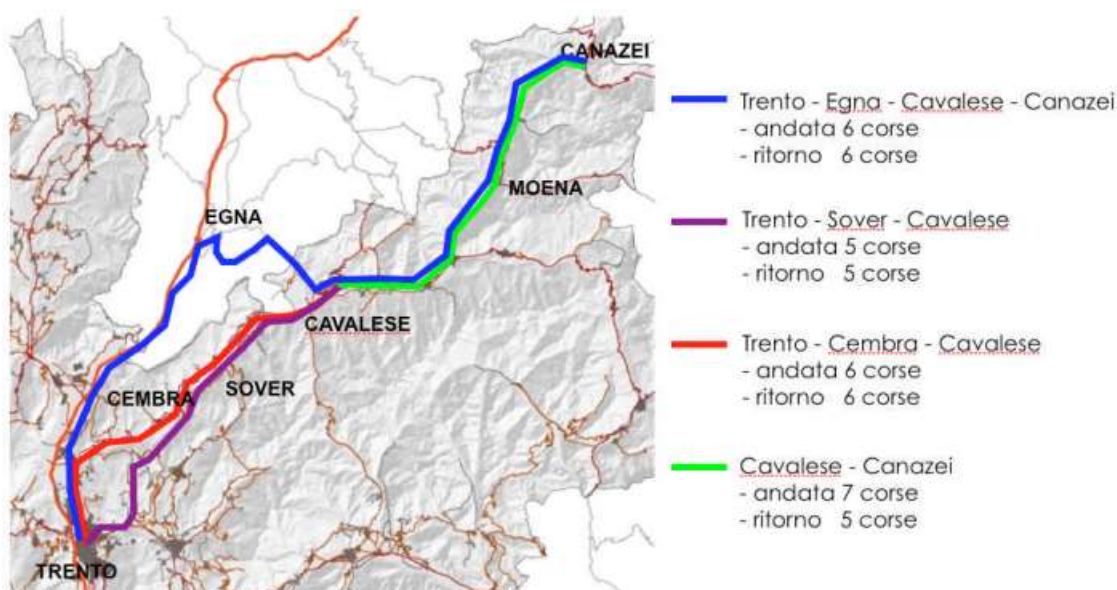 CANAZEI
MOENA
EGNA
CAVALESE
SOVER
CEMBRA
TRENTO
Trento - Egna - Cavalese - Canazei
- andata 6 corse
- ritorno 6 corse
Trento - Sover - Cavalese
- andata 5 corse
- ritorno 5 corse
Trento - Cembra - Cavalese
- andata 6 corse
- ritorno 6 corse
Cavalese - Canazei
- andata 7 corse
- ritorno 5 corse